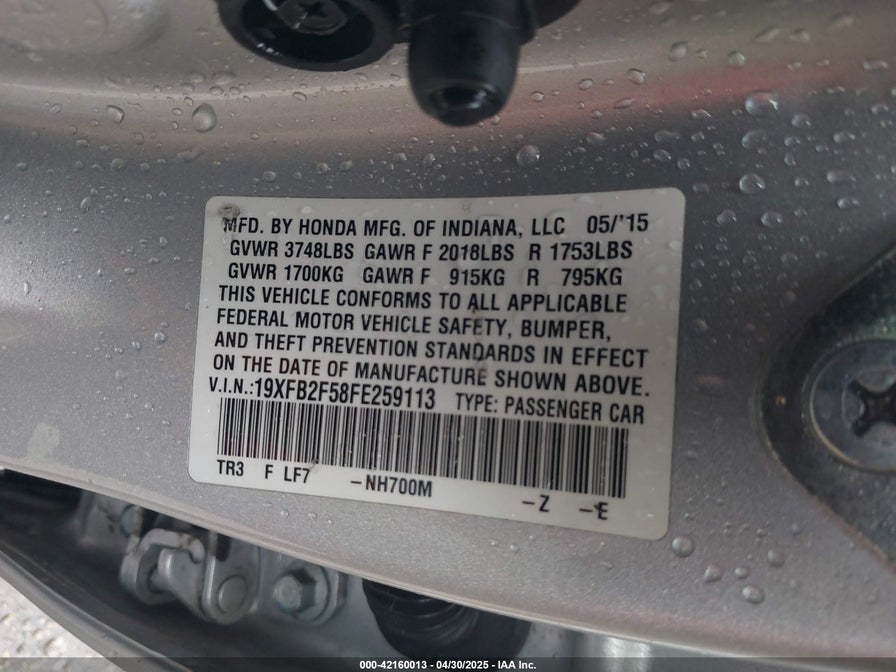 MFD. BY HONDA MFG. OF INDIANA, LLC 05/'15
GVWR 3748LBS GAWR F 2018LBS R 1753LBS
GVWR 1700KG GAWR F 915KG R 795KG
THIS VEHICLE CONFORMS TO ALL APPLICABLE
FEDERAL MOTOR VEHICLE SAFETY, BUMPER,
AND THEFT PREVENTION STANDARDS IN EFFECT
ON THE DATE OF MANUFACTURE SHOWN ABOVE.
V.I.N.:19XFB2F58FE259113 TYPE: PASSENGER CAR
TR3 F LF7 -NH700M -Z -E
000-42160013 - 04/30/2025 - IAA Inc.